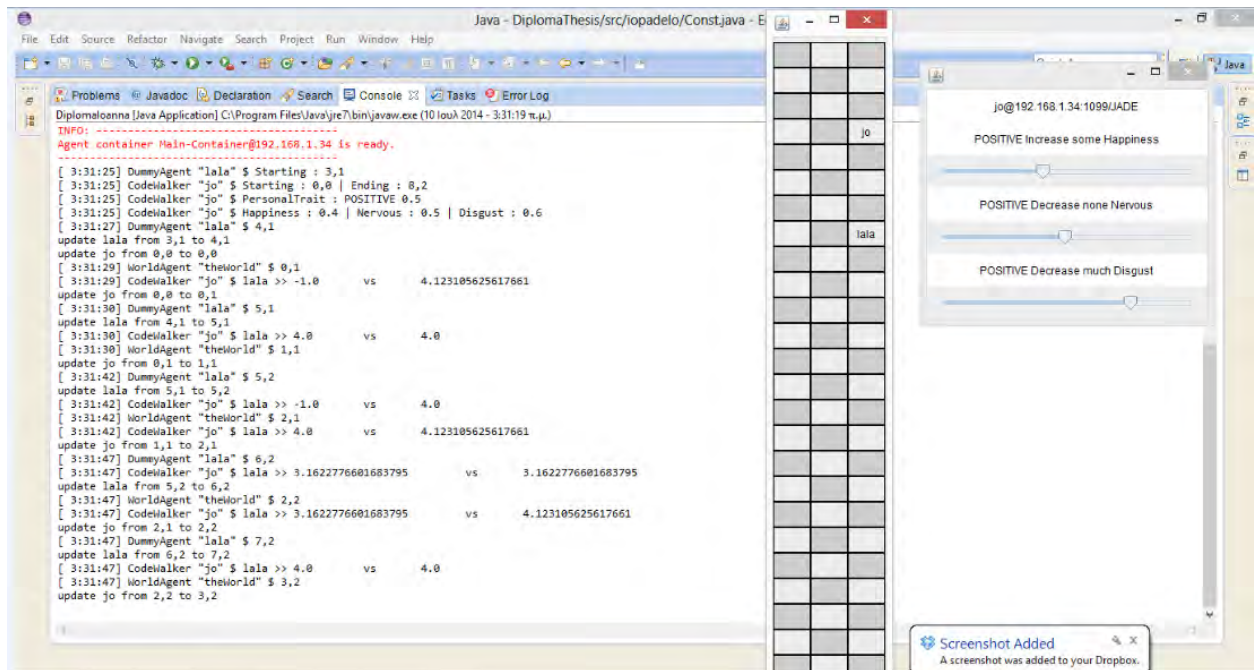 Java - DiplomaThesis/src/iopadelo/Const.java - E
File Edit Source Refactor Navigate Search Project Run Window Help
Java
Problems Javadoc Declaration Search Console Tasks Error Log
DiplomaIoanna [Java Application] C:\Program Files\Java\jre7\bin\javaw.exe (10 Ιουλ 2014 - 3:31:19 π.μ.)
INFO: --------------------------------------
Agent container Main-Container@192.168.1.34 is ready.
--------------------------------------------
[ 3:31:25] DummyAgent "lala" $ Starting : 3,1
[ 3:31:25] CodeWalker "jo" $ Starting : 0,0 | Ending : 8,2
[ 3:31:25] CodeWalker "jo" $ PersonalTrait : POSITIVE 0.5
[ 3:31:25] CodeWalker "jo" $ Happiness : 0.4 | Nervous : 0.5 | Disgust : 0.6
[ 3:31:27] DummyAgent "lala" $ 4,1
update lala from 3,1 to 4,1
update jo from 0,0 to 0,0
[ 3:31:29] WorldAgent "theWorld" $ 0,1
[ 3:31:29] CodeWalker "jo" $ lala >> -1.0 vs 4.123105625617661
update jo from 0,0 to 0,1
[ 3:31:30] DummyAgent "lala" $ 5,1
update lala from 4,1 to 5,1
[ 3:31:30] CodeWalker "jo" $ lala >> 4.0 vs 4.0
[ 3:31:30] WorldAgent "theWorld" $ 1,1
update jo from 0,1 to 1,1
[ 3:31:42] DummyAgent "lala" $ 5,2
update lala from 5,1 to 5,2
[ 3:31:42] CodeWalker "jo" $ lala >> -1.0 vs 4.0
[ 3:31:42] WorldAgent "theWorld" $ 2,1
[ 3:31:42] CodeWalker "jo" $ lala >> 4.0 vs 4.123105625617661
update jo from 1,1 to 2,1
[ 3:31:47] DummyAgent "lala" $ 6,2
[ 3:31:47] CodeWalker "jo" $ lala >> 3.1622776601683795 vs 3.1622776601683795
update lala from 5,2 to 6,2
[ 3:31:47] WorldAgent "theWorld" $ 2,2
[ 3:31:47] CodeWalker "jo" $ lala >> 3.1622776601683795 vs 4.123105625617661
update jo from 2,1 to 2,2
[ 3:31:47] DummyAgent "lala" $ 7,2
update lala from 6,2 to 7,2
[ 3:31:47] CodeWalker "jo" $ lala >> 4.0 vs 4.0
[ 3:31:47] WorldAgent "theWorld" $ 3,2
update jo from 2,2 to 3,2
jo
lala
jo@192.168.1.34:1099/JADE
POSITIVE Increase some Happiness
POSITIVE Decrease none Nervous
POSITIVE Decrease much Disgust
Screenshot Added
A screenshot was added to your Dropbox.